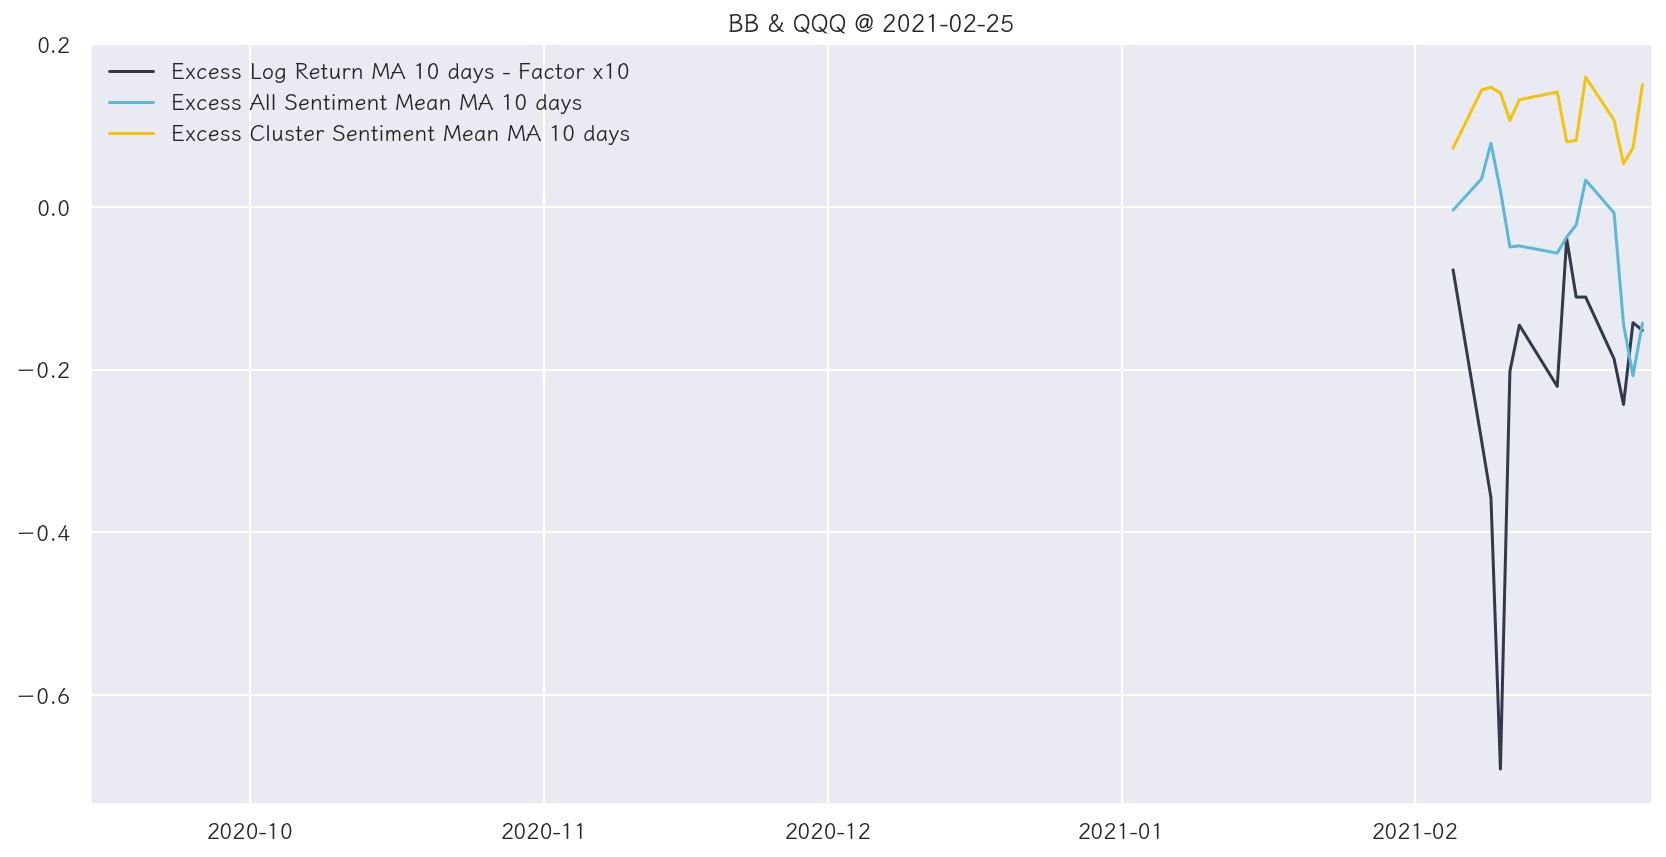 BB & QQQ @ 2021-02-25
0.2
Excess Log Return MA 10 days - Factor x10
Excess All Sentiment Mean MA 10 days
Excess Cluster Sentiment Mean MA 10 days
0.0
−0.2
−0.4
−0.6
2020-10 2020-11 2020-12 2021-01 2021-02